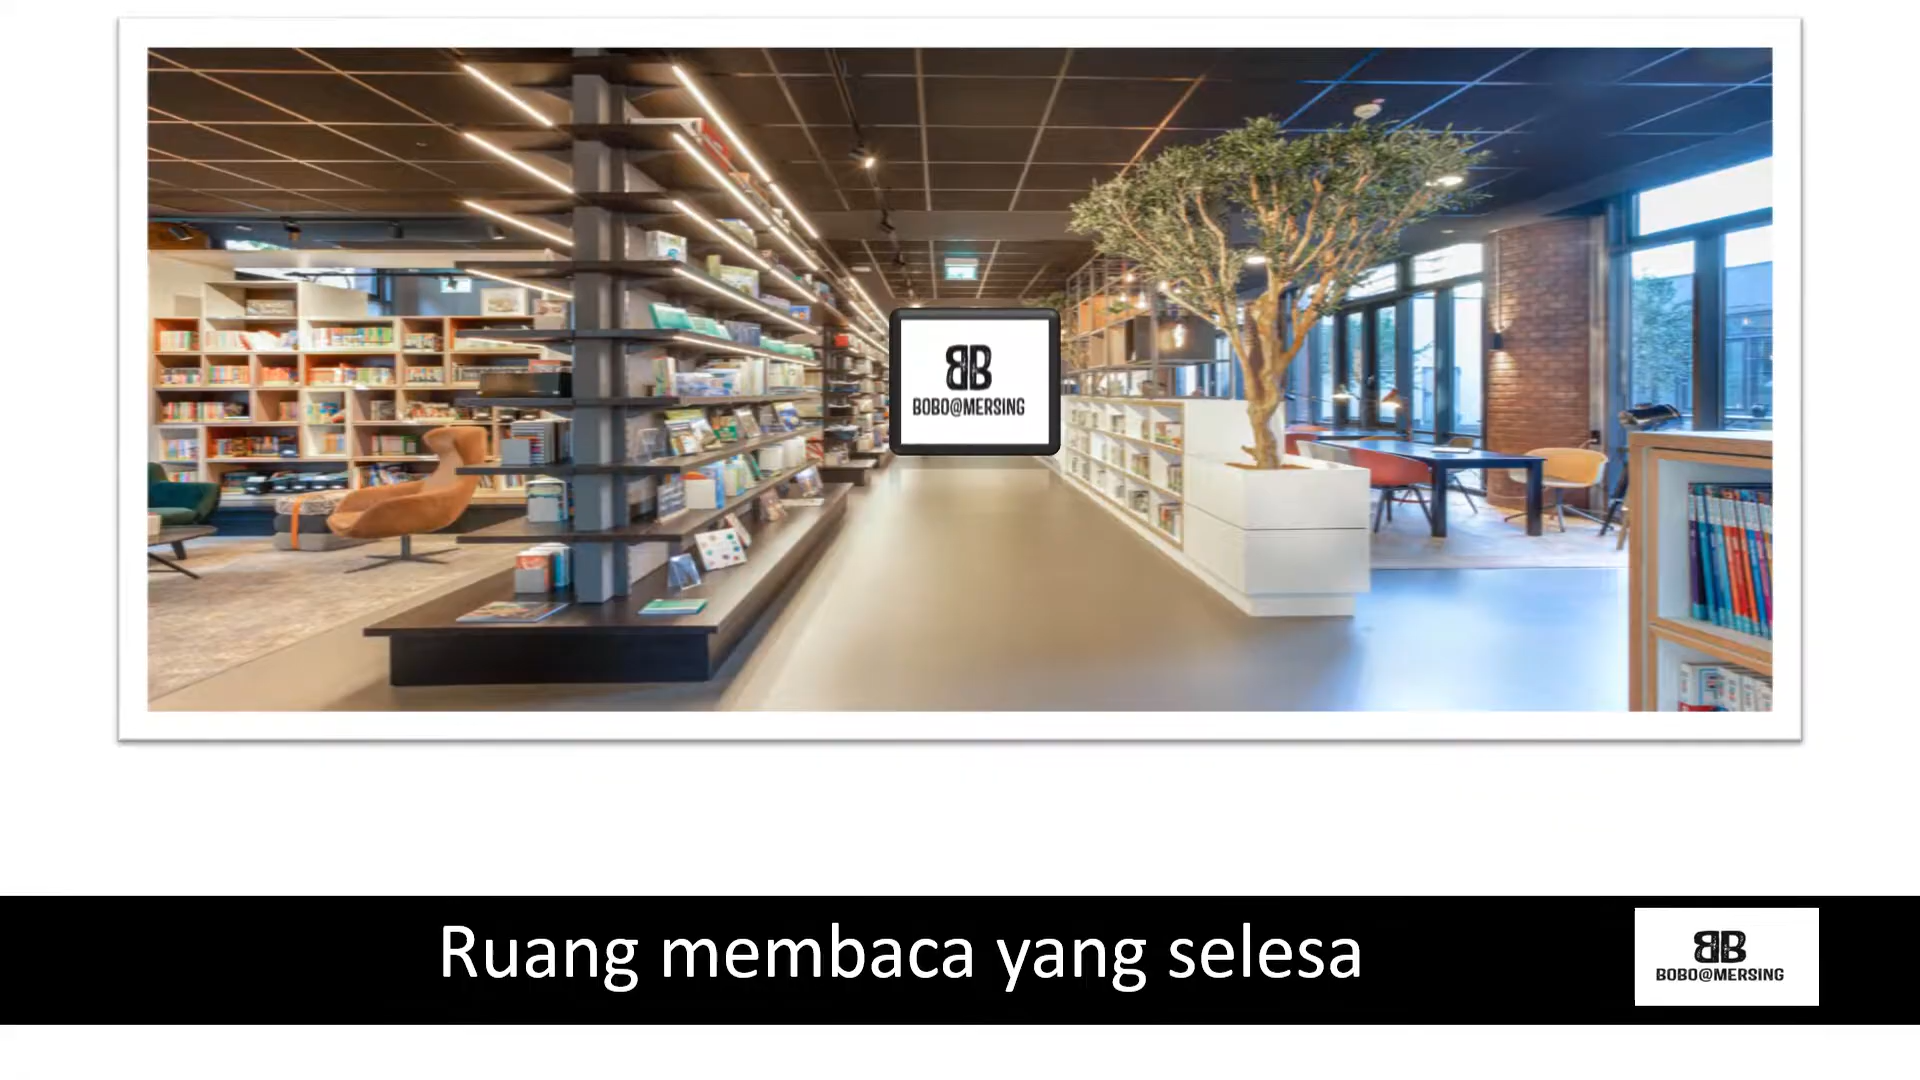 BB
BOBO@MERSING
Ruang membaca yang selesa
BB
BOBO@MERSING